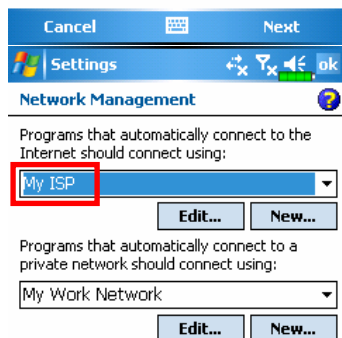 Cancel Next
Settings ok
Network Management ?
Programs that automatically connect to the
Internet should connect using:
My ISP
Edit... New...
Programs that automatically connect to a
private network should connect using:
My Work Network
Edit... New...